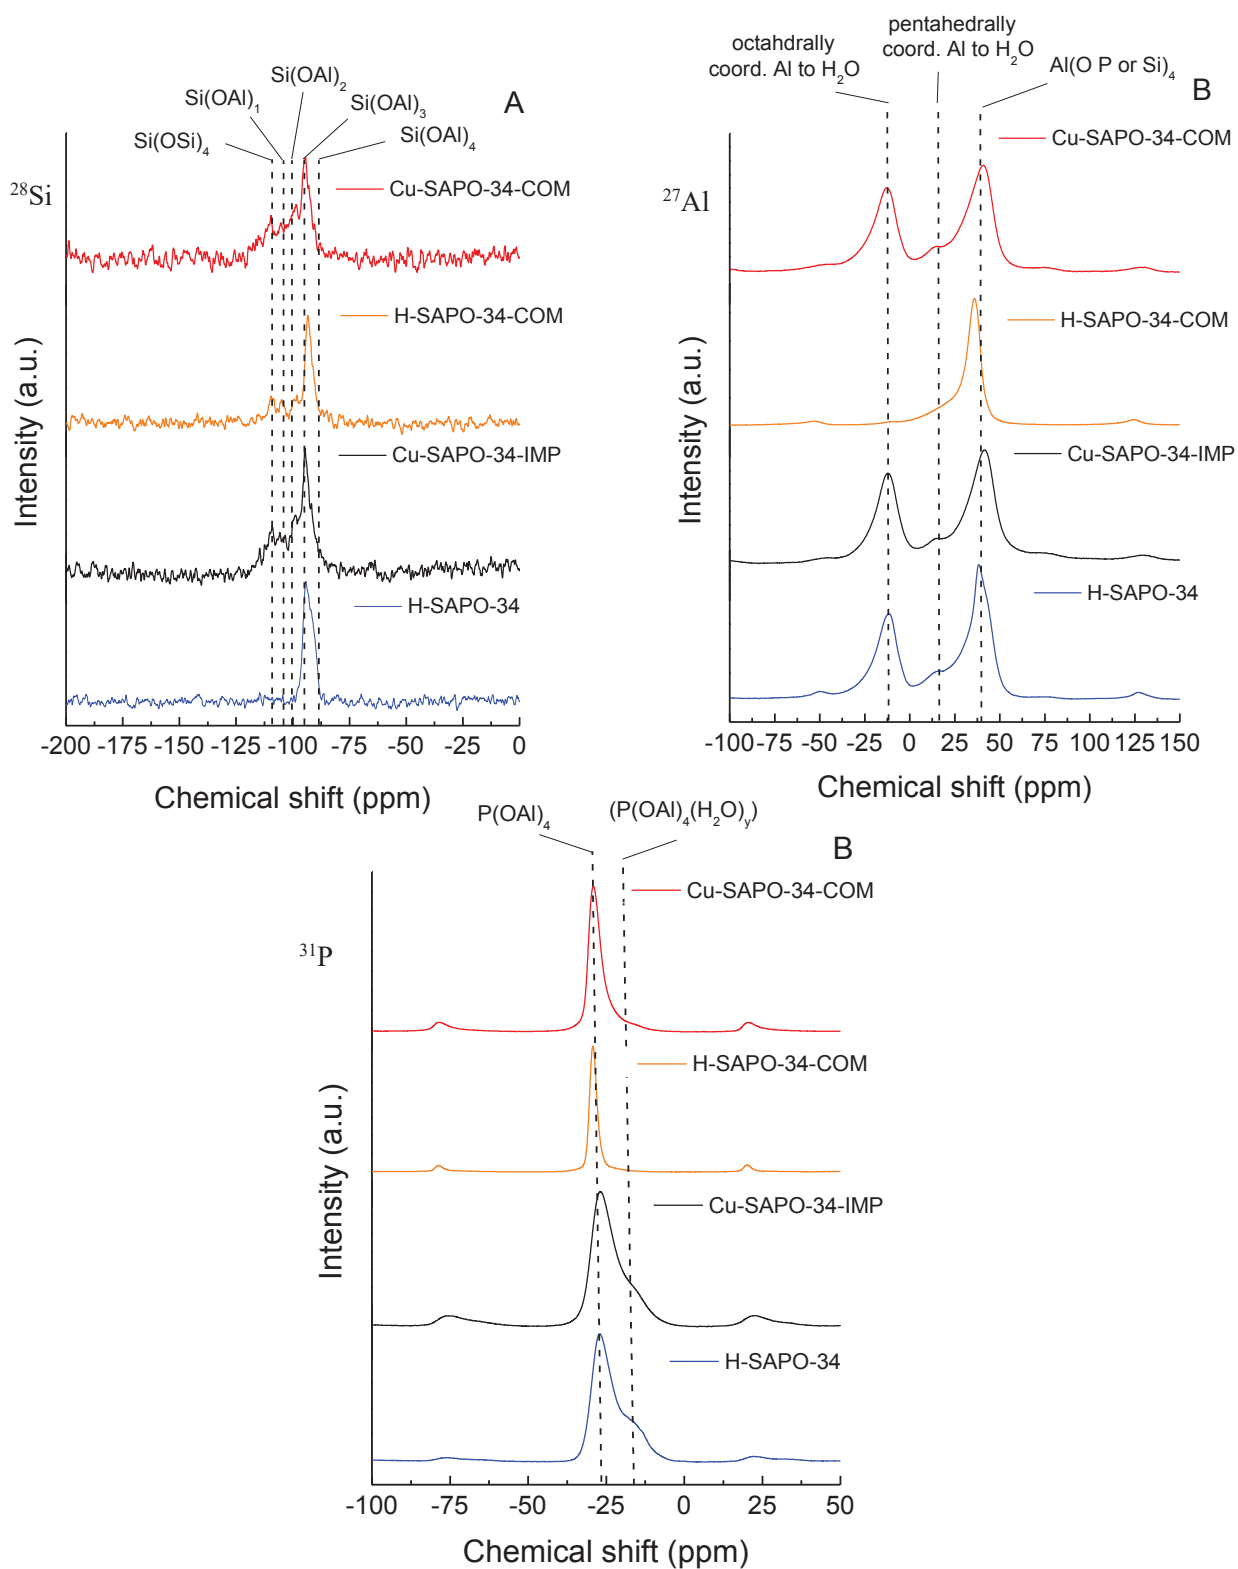 A
Si(OAl)2
Si(OAl)1
Si(OAl)3
Si(OSi)4
Si(OAl)4
28Si
Cu-SAPO-34-COM
H-SAPO-34-COM
Cu-SAPO-34-IMP
H-SAPO-34
Intensity (a.u.)
-200 -175 -150 -125 -100 -75 -50 -25 0
Chemical shift (ppm)
B
octahdrally
coord. Al to H2O
pentahedrally
coord. Al to H2O
Al(O P or Si)4
27Al
Cu-SAPO-34-COM
H-SAPO-34-COM
Cu-SAPO-34-IMP
H-SAPO-34
Intensity (a.u.)
-100 -75 -50 -25 0 25 50 75 100 125 150
Chemical shift (ppm)
B
P(OAl)4
(P(OAl)4(H2O)y)
31P
Cu-SAPO-34-COM
H-SAPO-34-COM
Cu-SAPO-34-IMP
H-SAPO-34
Intensity (a.u.)
-100 -75 -50 -25 0 25 50
Chemical shift (ppm)